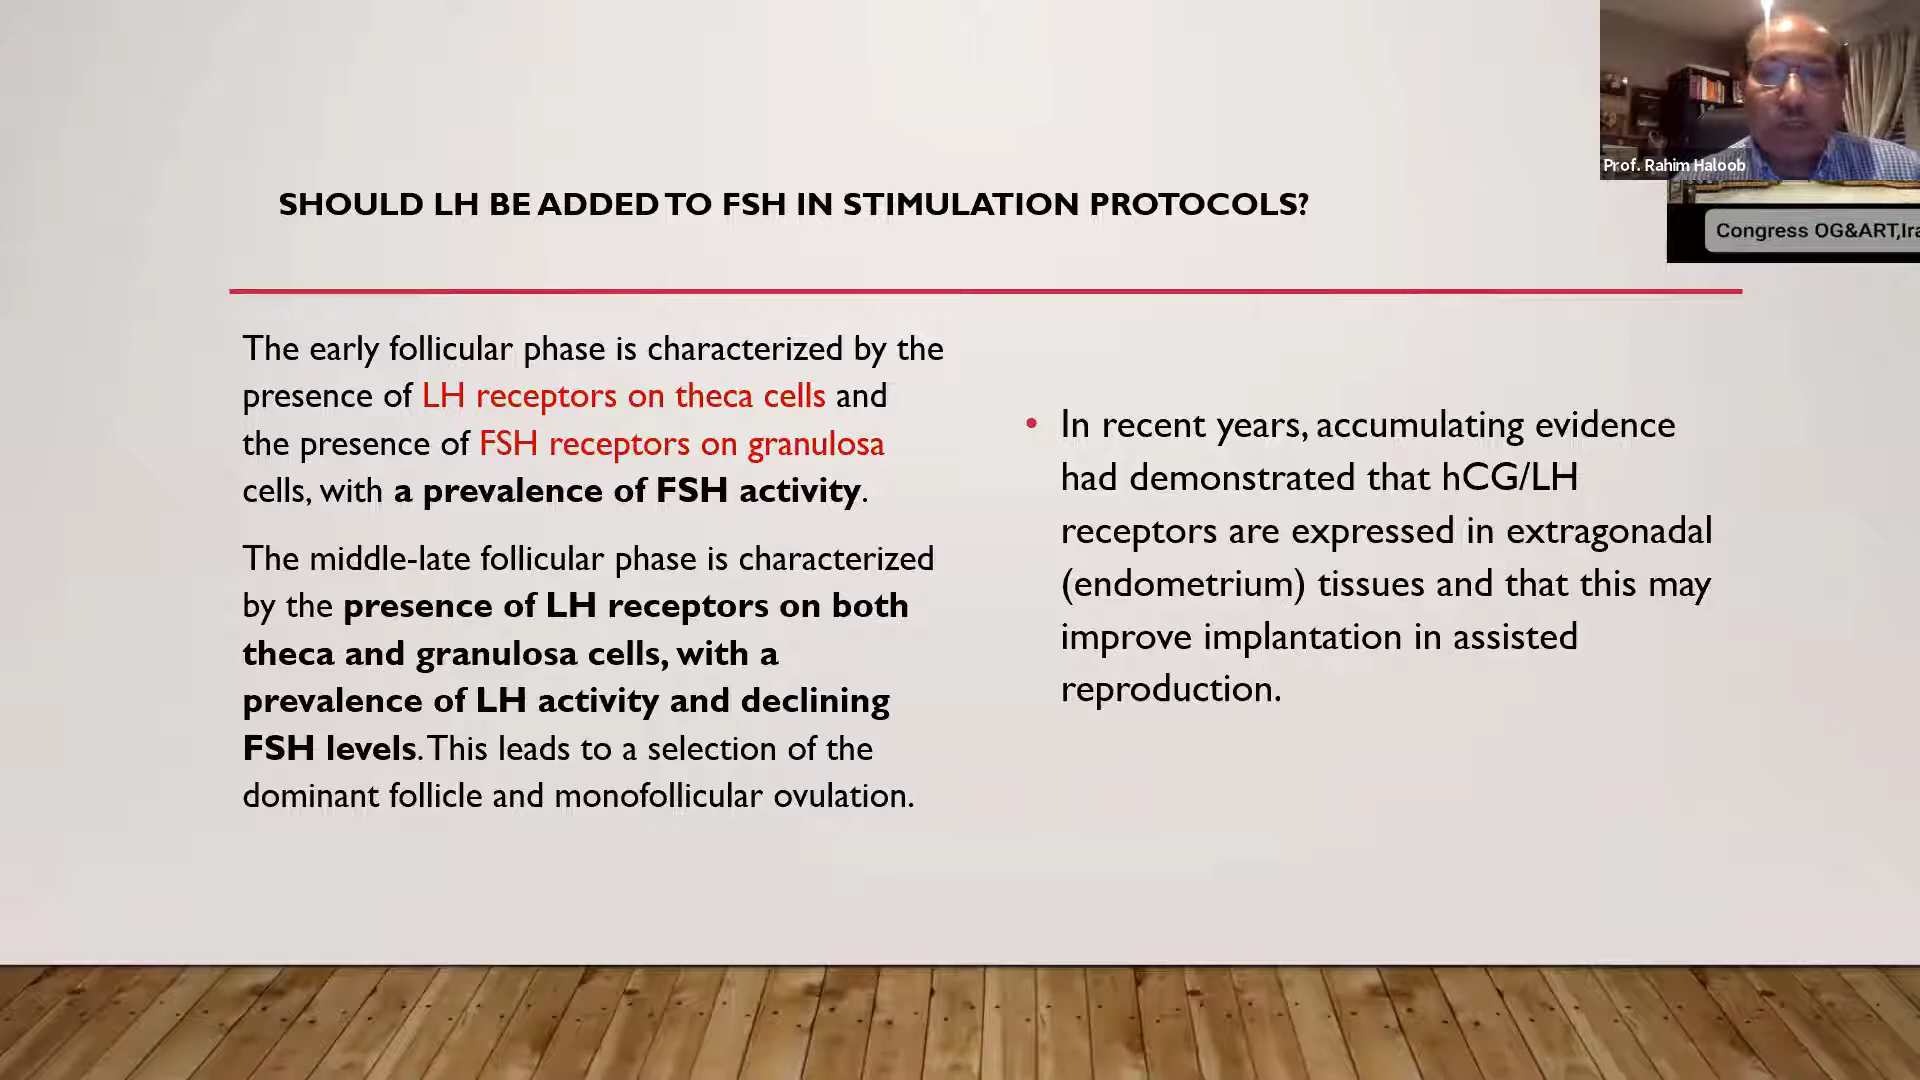 Prof. Rahim Haloob
Congress OG&ART,Ira
SHOULD LH BE ADDED TO FSH IN STIMULATION PROTOCOLS?
The early follicular phase is characterized by the
presence of LH receptors on theca cells and
the presence of FSH receptors on granulosa
cells, with a prevalence of FSH activity.
The middle-late follicular phase is characterized
by the presence of LH receptors on both
theca and granulosa cells, with a
prevalence of LH activity and declining
FSH levels. This leads to a selection of the
dominant follicle and monofollicular ovulation.
• In recent years, accumulating evidence
had demonstrated that hCG/LH
receptors are expressed in extragonadal
(endometrium) tissues and that this may
improve implantation in assisted
reproduction.